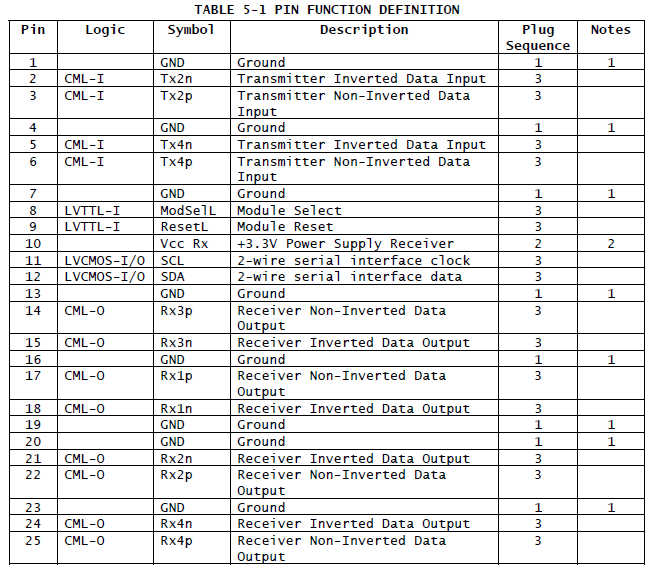 TABLE 5-1 PIN FUNCTION DEFINITION
Pin Logic Symbol Description Plug Sequence Notes
1 GND Ground 1 1
2 CML-I Tx2n Transmitter Inverted Data Input 3
3 CML-I Tx2p Transmitter Non-Inverted Data Input 3
4 GND Ground 1 1
5 CML-I Tx4n Transmitter Inverted Data Input 3
6 CML-I Tx4p Transmitter Non-Inverted Data Input 3
7 GND Ground 1 1
8 LVTTL-I ModSelL Module Select 3
9 LVTTL-I ResetL Module Reset 3
10 Vcc Rx +3.3V Power Supply Receiver 2 2
11 LVCMOS-I/O SCL 2-wire serial interface clock 3
12 LVCMOS-I/O SDA 2-wire serial interface data 3
13 GND Ground 1 1
14 CML-O Rx3p Receiver Non-Inverted Data Output 3
15 CML-O Rx3n Receiver Inverted Data Output 3
16 GND Ground 1 1
17 CML-O Rx1p Receiver Non-Inverted Data Output 3
18 CML-O Rx1n Receiver Inverted Data Output 3
19 GND Ground 1 1
20 GND Ground 1 1
21 CML-O Rx2n Receiver Inverted Data Output 3
22 CML-O Rx2p Receiver Non-Inverted Data Output 3
23 GND Ground 1 1
24 CML-O Rx4n Receiver Inverted Data Output 3
25 CML-O Rx4p Receiver Non-Inverted Data Output 3